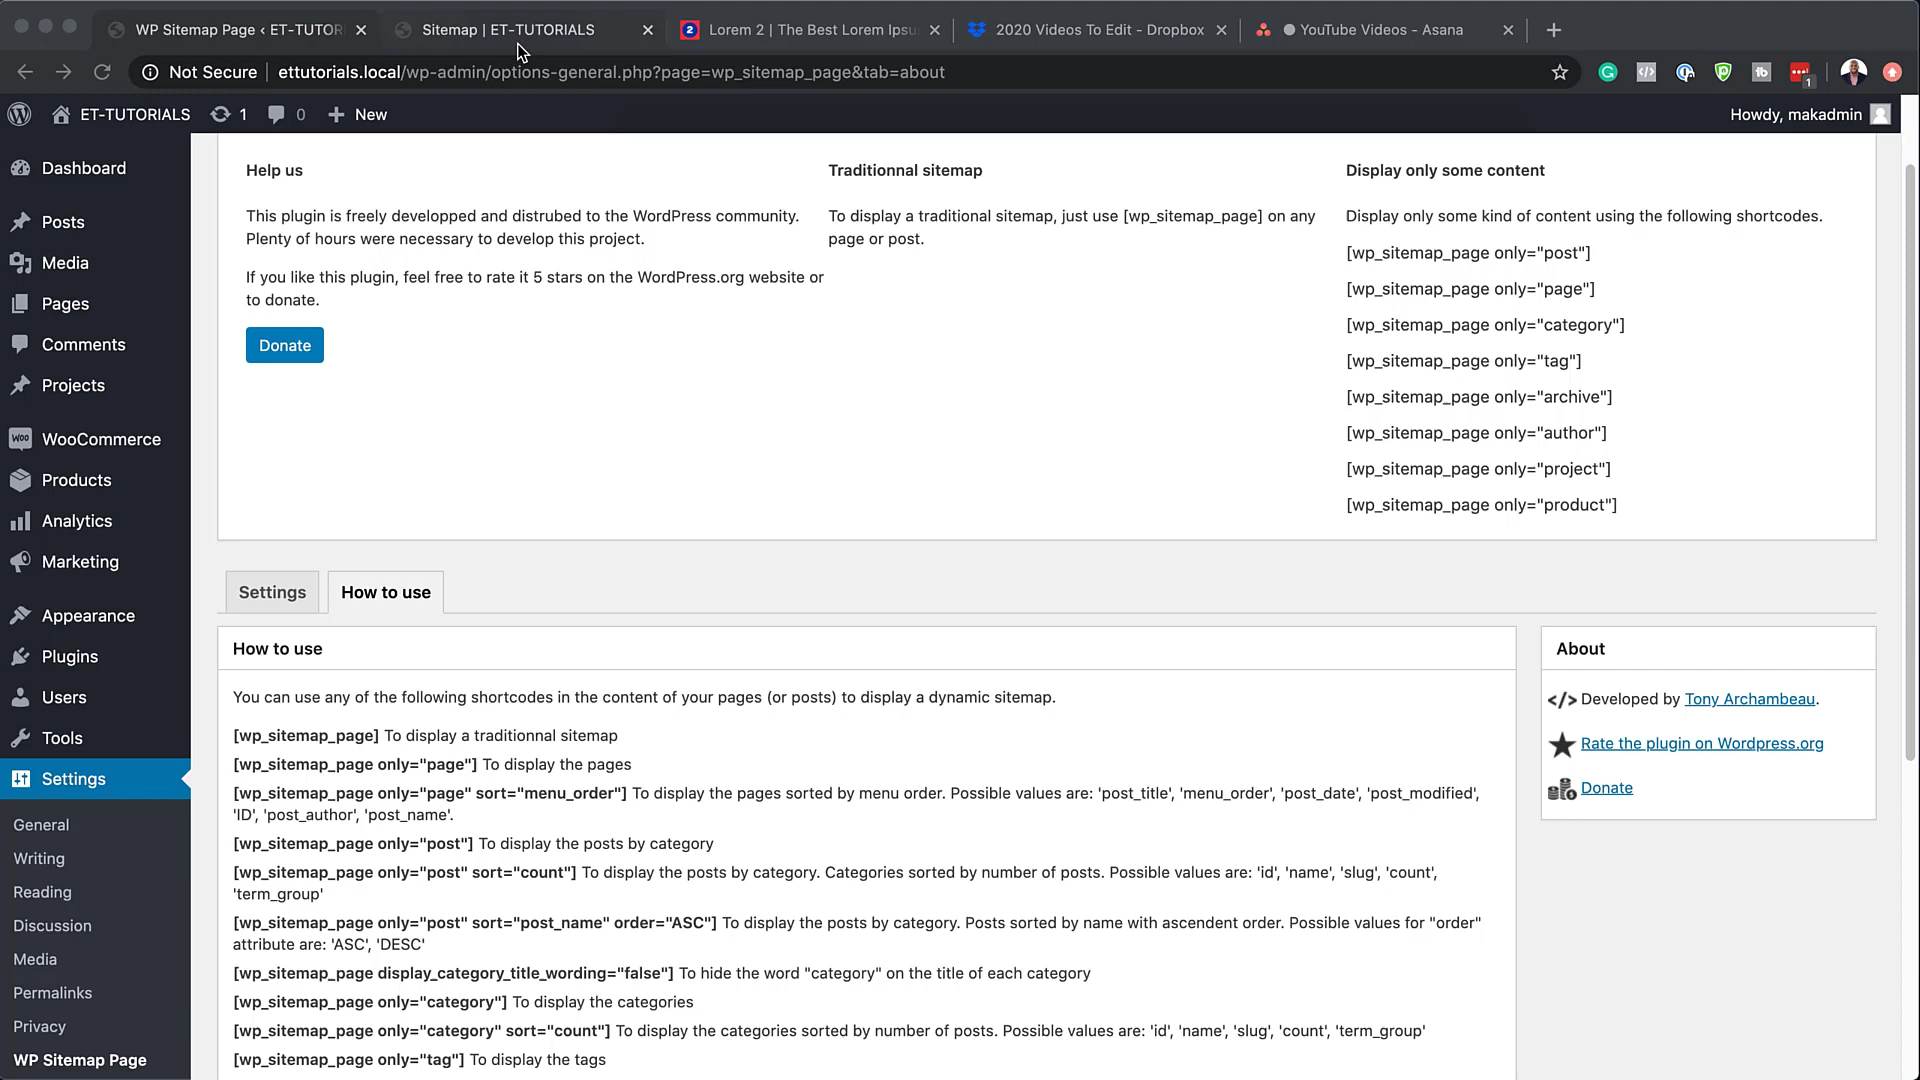 WP Sitemap Page ‹ ET-TUTOR
Sitemap | ET-TUTORIALS
Lorem 2 | The Best Lorem Ipsu
2020 Videos To Edit - Dropbox
YouTube Videos - Asana
Not Secure | ettutorials.local/wp-admin/options-general.php?page=wp_sitemap_page&tab=about
1
ET-TUTORIALS 1 0 New
Howdy, makadmin
Dashboard
Posts
Media
Pages
Comments
Projects
WooCommerce
Products
Analytics
Marketing
Appearance
Plugins
Users
Tools
Settings
General
Writing
Reading
Discussion
Media
Permalinks
Privacy
WP Sitemap Page
Help us
This plugin is freely developped and distrubed to the WordPress community.
Plenty of hours were necessary to develop this project.
If you like this plugin, feel free to rate it 5 stars on the WordPress.org website or
to donate.
Donate
Traditionnal sitemap
To display a traditional sitemap, just use [wp_sitemap_page] on any
page or post.
Display only some content
Display only some kind of content using the following shortcodes.
[wp_sitemap_page only="post"]
[wp_sitemap_page only="page"]
[wp_sitemap_page only="category"]
[wp_sitemap_page only="tag"]
[wp_sitemap_page only="archive"]
[wp_sitemap_page only="author"]
[wp_sitemap_page only="project"]
[wp_sitemap_page only="product"]
Settings
How to use
How to use
You can use any of the following shortcodes in the content of your pages (or posts) to display a dynamic sitemap.
[wp_sitemap_page] To display a traditionnal sitemap
[wp_sitemap_page only="page"] To display the pages
[wp_sitemap_page only="page" sort="menu_order"] To display the pages sorted by menu order. Possible values are: 'post_title', 'menu_order', 'post_date', 'post_modified',
'ID', 'post_author', 'post_name'.
[wp_sitemap_page only="post"] To display the posts by category
[wp_sitemap_page only="post" sort="count"] To display the posts by category. Categories sorted by number of posts. Possible values are: 'id', 'name', 'slug', 'count',
'term_group'
[wp_sitemap_page only="post" sort="post_name" order="ASC"] To display the posts by category. Posts sorted by name with ascendent order. Possible values for "order"
attribute are: 'ASC', 'DESC'
[wp_sitemap_page display_category_title_wording="false"] To hide the word "category" on the title of each category
[wp_sitemap_page only="category"] To display the categories
[wp_sitemap_page only="category" sort="count"] To display the categories sorted by number of posts. Possible values are: 'id', 'name', 'slug', 'count', 'term_group'
[wp_sitemap_page only="tag"] To display the tags
About
Developed by Tony Archambeau.
Rate the plugin on Wordpress.org
Donate